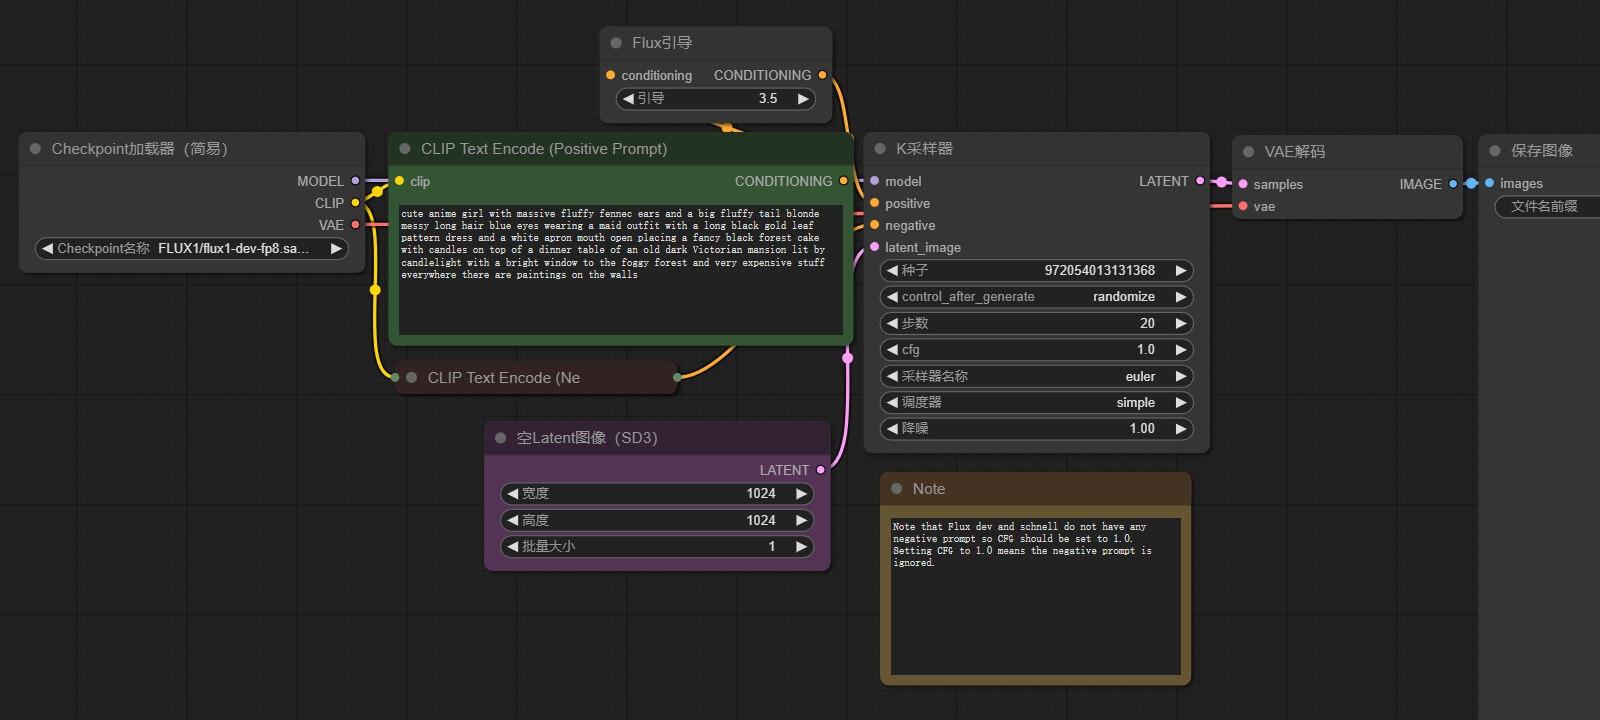 Flux引导
conditioning CONDITIONING
引导 3.5
Checkpoint加载器（简易）
MODEL
CLIP
VAE
Checkpoint名称 FLUX1/flux1-dev-fp8.sa...
CLIP Text Encode (Positive Prompt)
clip CONDITIONING
cute anime girl with massive fluffy fennec ears and a big fluffy tail blonde
messy long hair blue eyes wearing a maid outfit with a long black gold leaf
pattern dress and a white apron mouth open placing a fancy black forest cake
with candles on top of a dinner table of an old dark Victorian mansion lit by
candlelight with a bright window to the foggy forest and very expensive stuff
everywhere there are paintings on the walls
CLIP Text Encode (Ne
空Latent图像（SD3）
LATENT
宽度 1024
高度 1024
批量大小 1
K采样器
model LATENT
positive
negative
latent_image
种子 972054013131368
control_after_generate randomize
步数 20
cfg 1.0
采样器名称 euler
调度器 simple
降噪 1.00
Note
Note that Flux dev and schnell do not have any
negative prompt so CFG should be set to 1.0.
Setting CFG to 1.0 means the negative prompt is
ignored.
VAE解码
samples IMAGE
vae
保存图像
images
文件名前缀